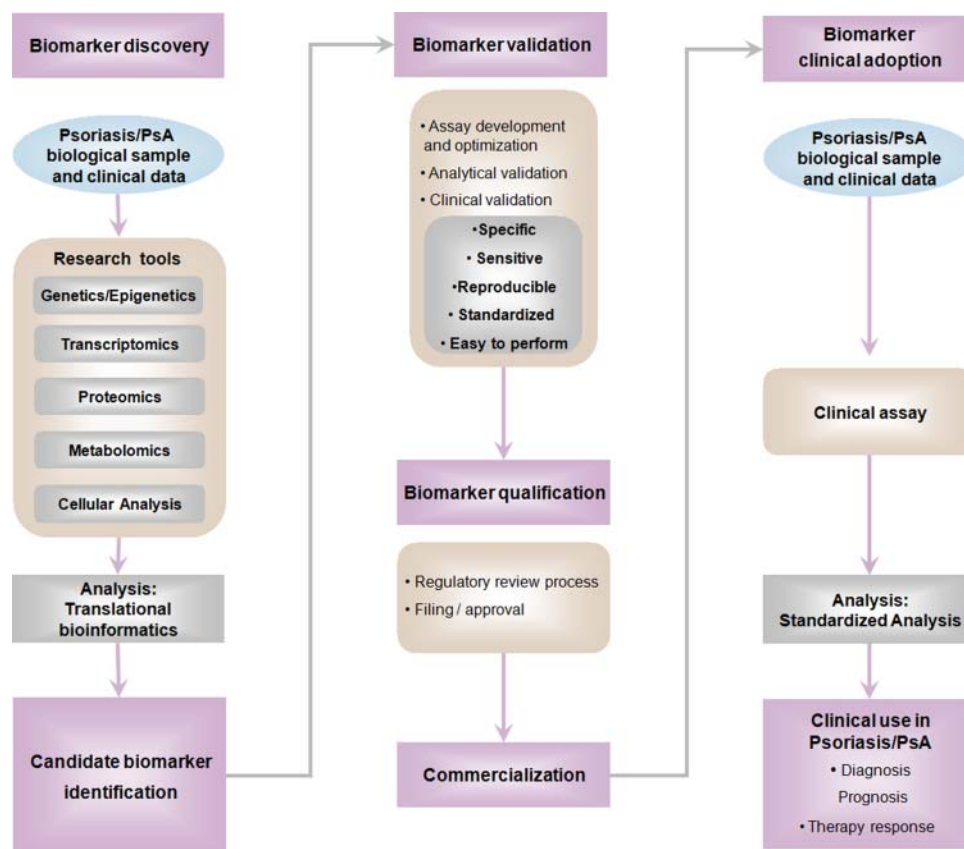 Biomarker discovery
Psoriasis/PsA
biological sample
and clinical data
Research tools
Genetics/Epigenetics
Transcriptomics
Proteomics
Metabolomics
Cellular Analysis
Analysis:
Translational
bioinformatics
Candidate biomarker
identification
Biomarker validation
• Assay development
and optimization
• Analytical validation
• Clinical validation
•Specific
• Sensitive
•Reproducible
• Standardized
• Easy to perform
Biomarker qualification
• Regulatory review process
• Filing / approval
Commercialization
Biomarker
clinical adoption
Psoriasis/PsA
biological sample
and clinical data
Clinical assay
Analysis:
Standardized Analysis
Clinical use in
Psoriasis/PsA
• Diagnosis
Prognosis
• Therapy response